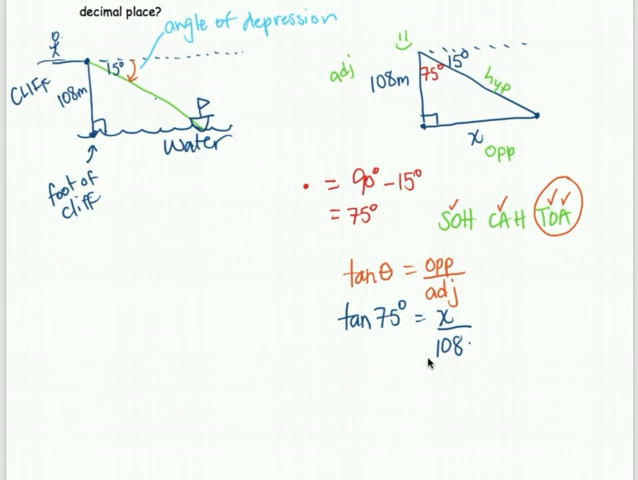 decimal place?
angle of depression
15°
CLIFF
108m
P
Water
foot of
cliff
15°
adj
108m
75°
hyp
x
opp
= 90° - 15°
= 75°
SOH CAH TOA
tan θ = opp
adj
tan 75° = x
108.